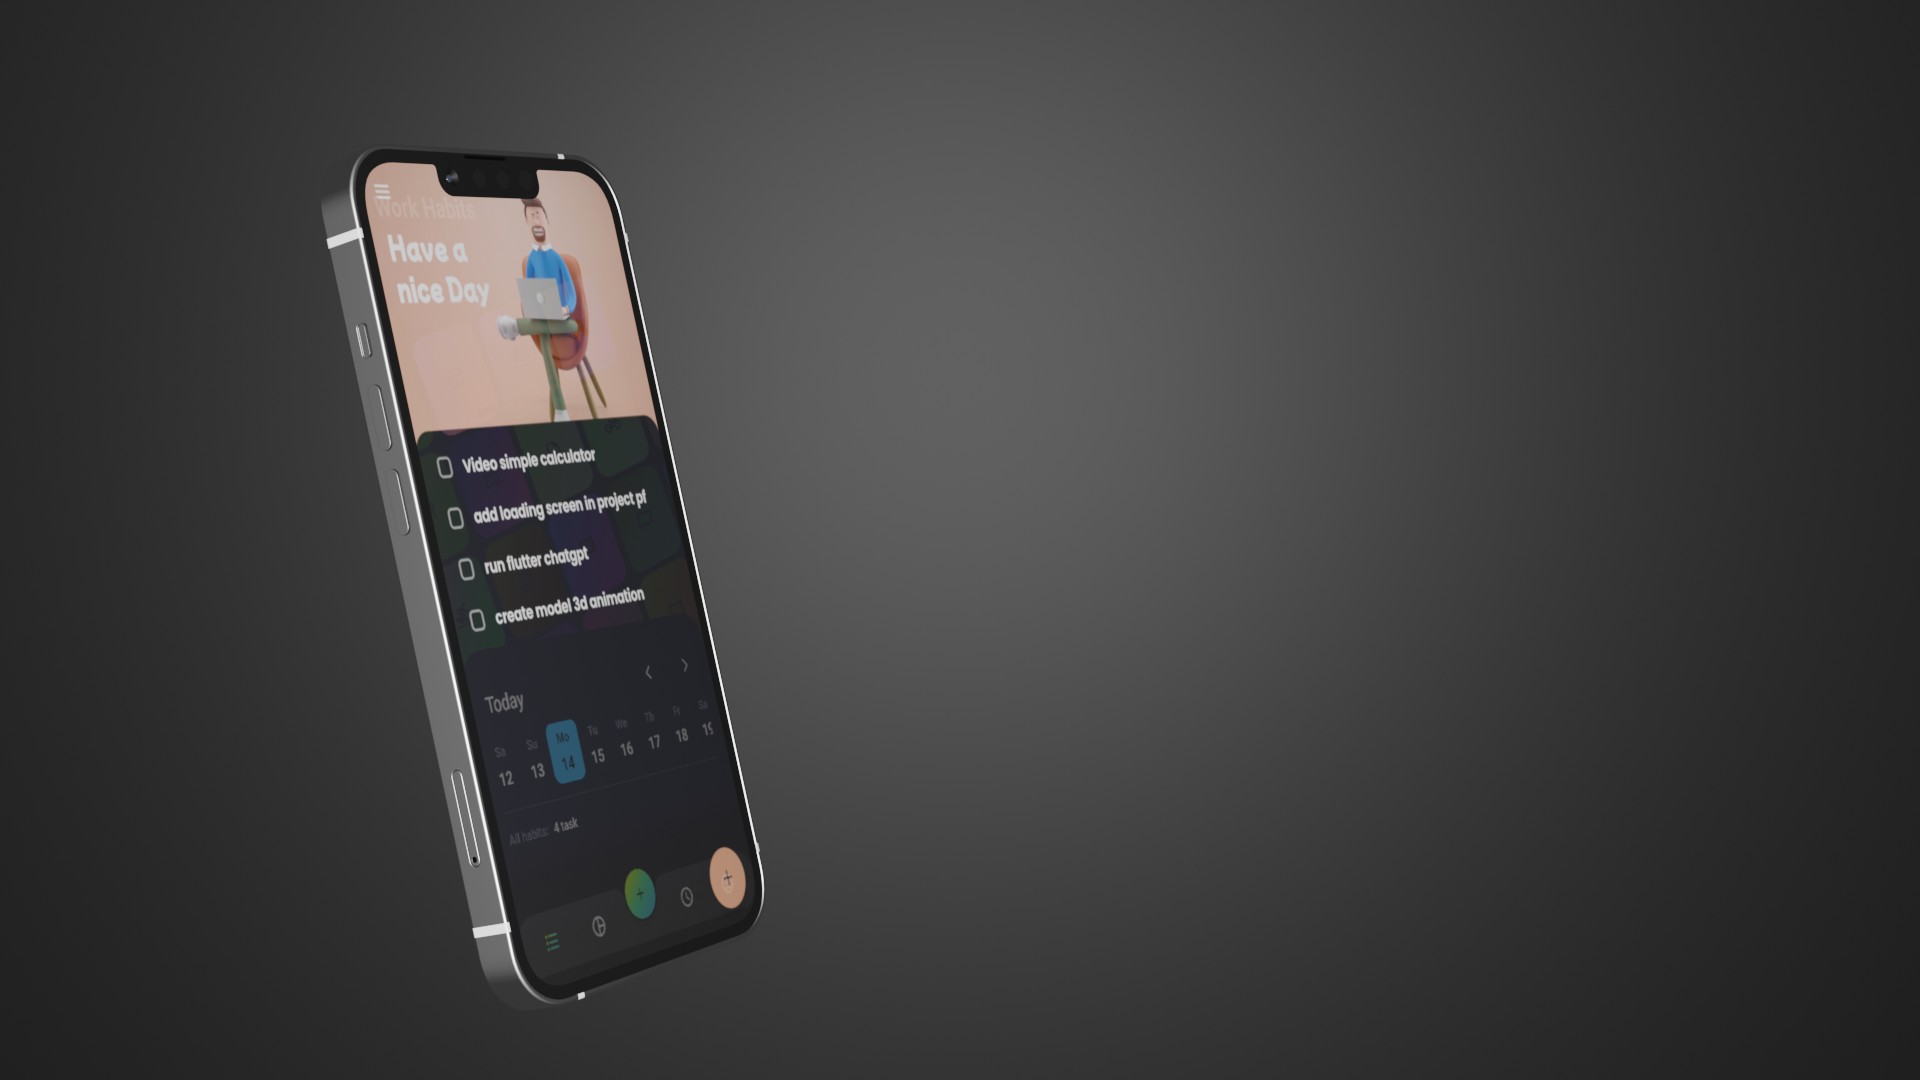 Work Habits
Have a
nice Day
Video simple calculator
add loading screen in project pf
run flutter chatgpt
create model 3d animation
Today
Sa Su Mo Tu We Th Fr Sa
12 13 14 15 16 17 18 19
All habits: 4 task